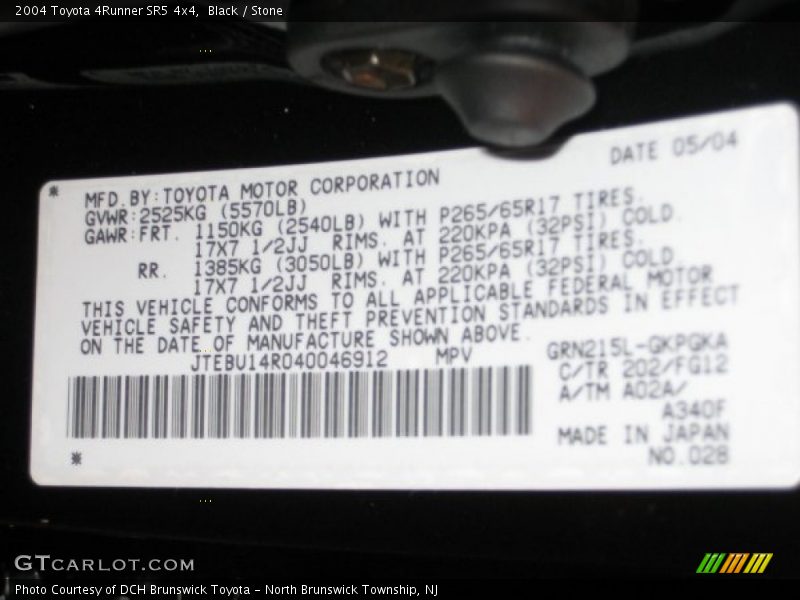 2004 Toyota 4Runner SR5 4x4, Black / Stone
DATE 05/04
MFD.BY:TOYOTA MOTOR CORPORATION
GVWR:2525KG (5570LB)
GAWR:FRT. 1150KG (2540LB) WITH P265/65R17 TIRES.
17X7 1/2JJ RIMS. AT 220KPA (32PSI) COLD.
RR. 1385KG (3050LB) WITH P265/65R17 TIRES.
17X7 1/2JJ RIMS. AT 220KPA (32PSI) COLD.
THIS VEHICLE CONFORMS TO ALL APPLICABLE FEDERAL MOTOR
VEHICLE SAFETY AND THEFT PREVENTION STANDARDS IN EFFECT
ON THE DATE OF MANUFACTURE SHOWN ABOVE.
JTEBU14R040046912 MPV
GRN215L-GKPGKA
C/TR 202/FG12
A/TM A02A/
A340F
MADE IN JAPAN
NO.028
GTCARLOT.COM
Photo Courtesy of DCH Brunswick Toyota - North Brunswick Township, NJ